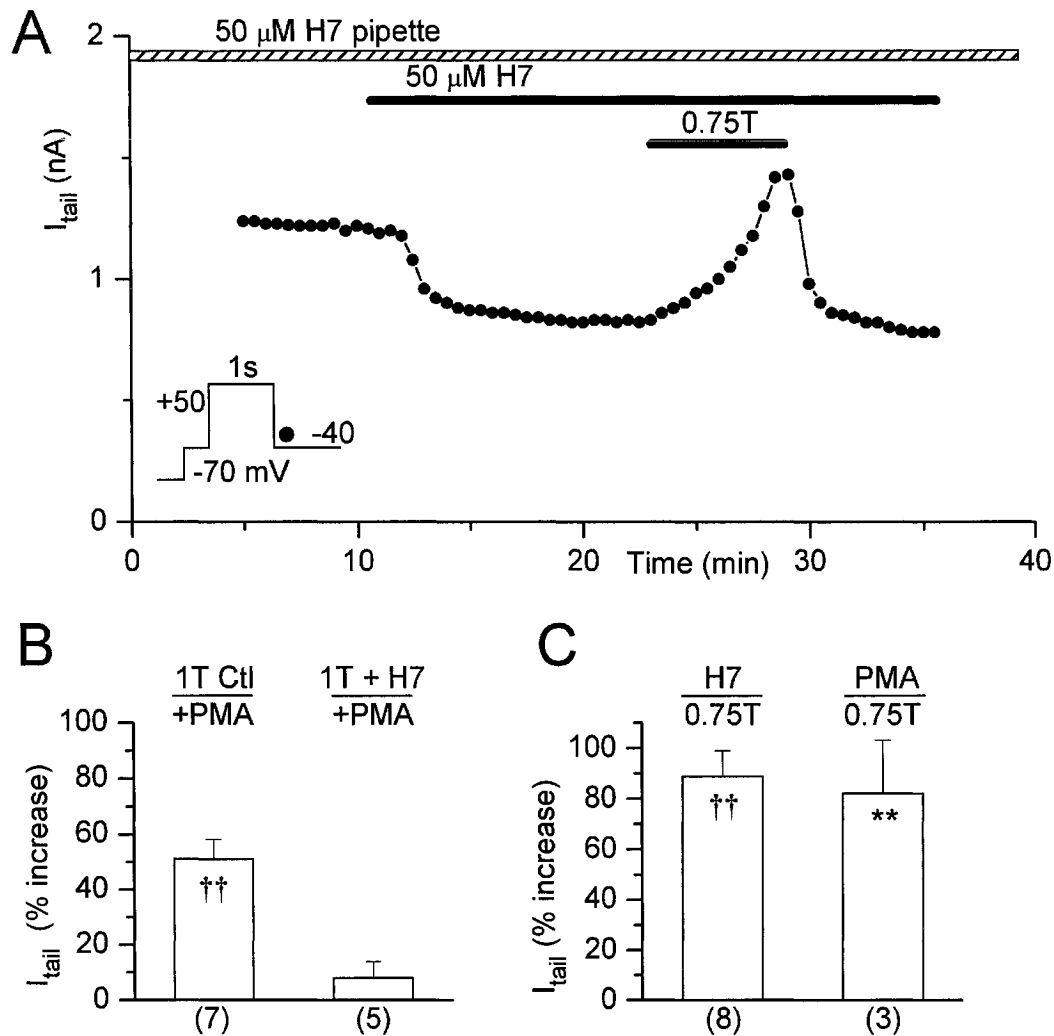 A
50 μM H7 pipette
50 μM H7
0.75T
I_tail (nA)
2
1
0
1s
+50
-40
-70 mV
0
10
20
30
40
Time (min)
B
1T Ctl
+PMA
1T + H7
+PMA
I_tail (% increase)
100
80
60
40
20
0
††
(7)
(5)
C
H7
0.75T
PMA
0.75T
I_tail (% increase)
100
80
60
40
20
0
††
**
(8)
(3)